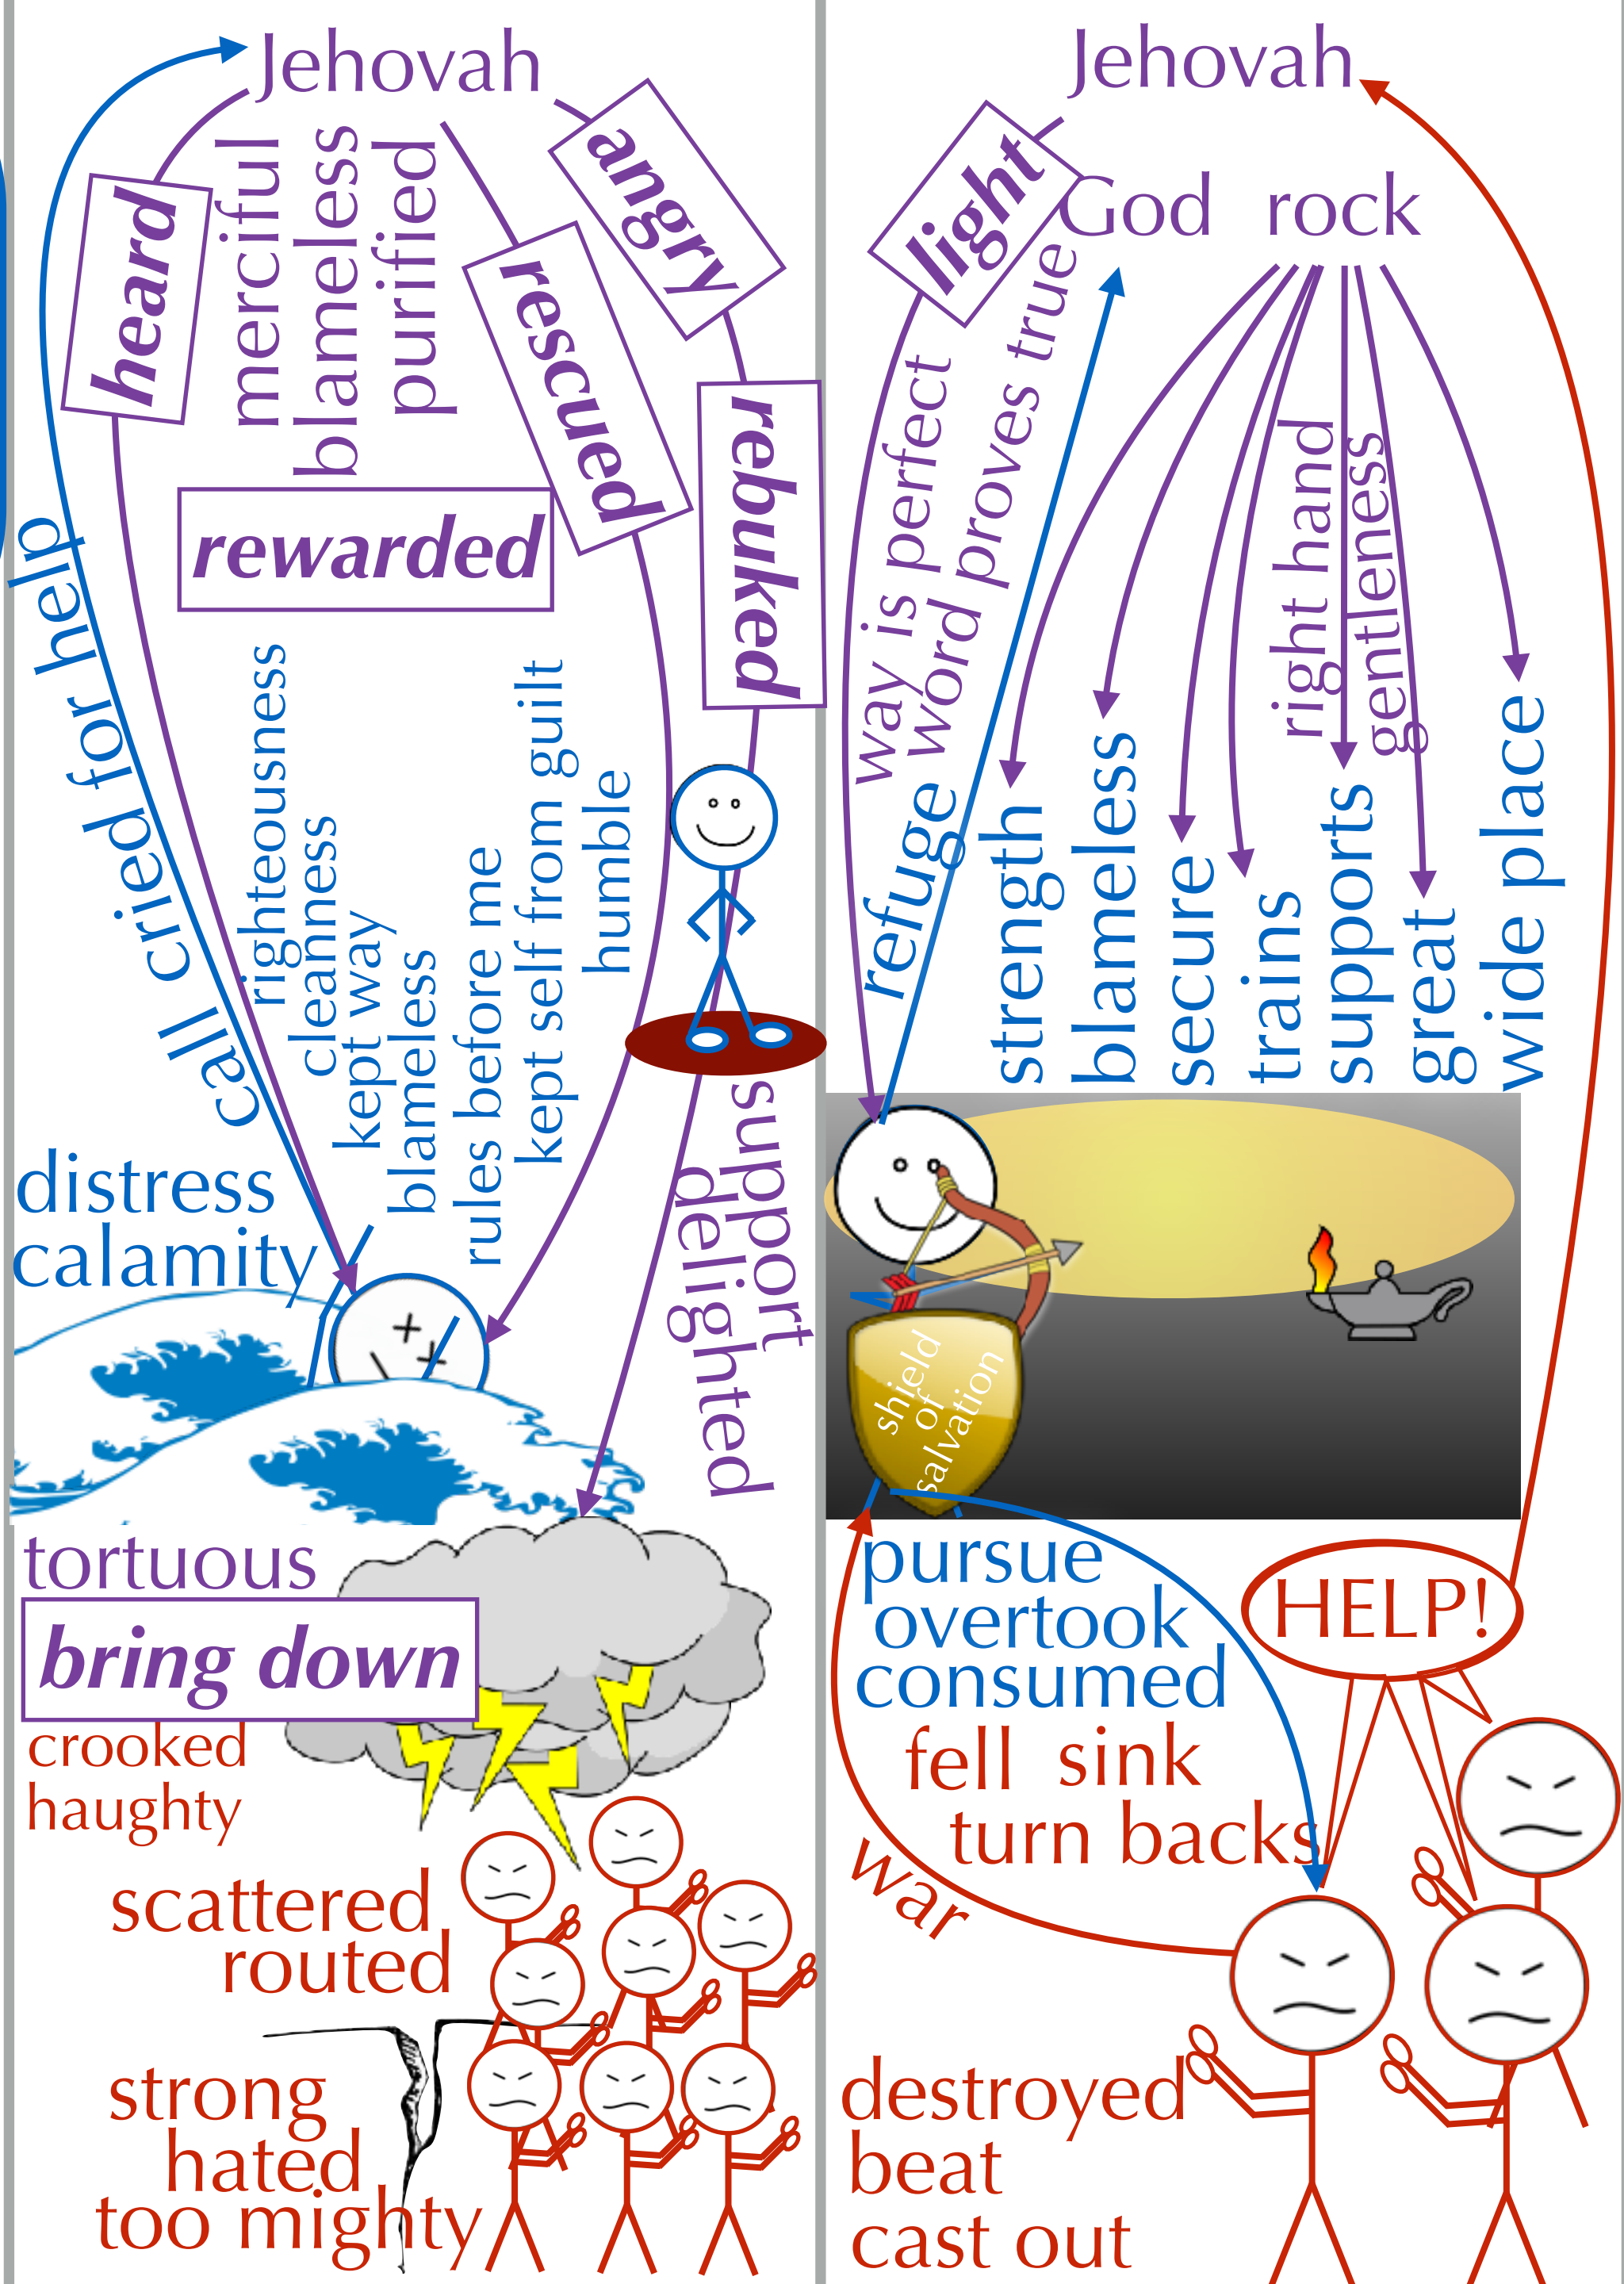 Jehovah
heard
merciful
blameless
purified
rescued
angry
rebuked
rewarded
call cried for help
righteousness
cleanness
kept way
blameless
rules before me
kept self from guilt
humble
distress
calamity
support
delighted
tortuous
bring down
crooked
haughty
scattered
routed
strong
hated
too mighty
Jehovah
God rock
light
way is perfect
word proves true
refuge
right hand
gentleness
strength
blameless
secure
trains
supports
great
wide place
shield
of
salvation
pursue
overtook
consumed
fell sink
turn backs
war
HELP!
destroyed
beat
cast out